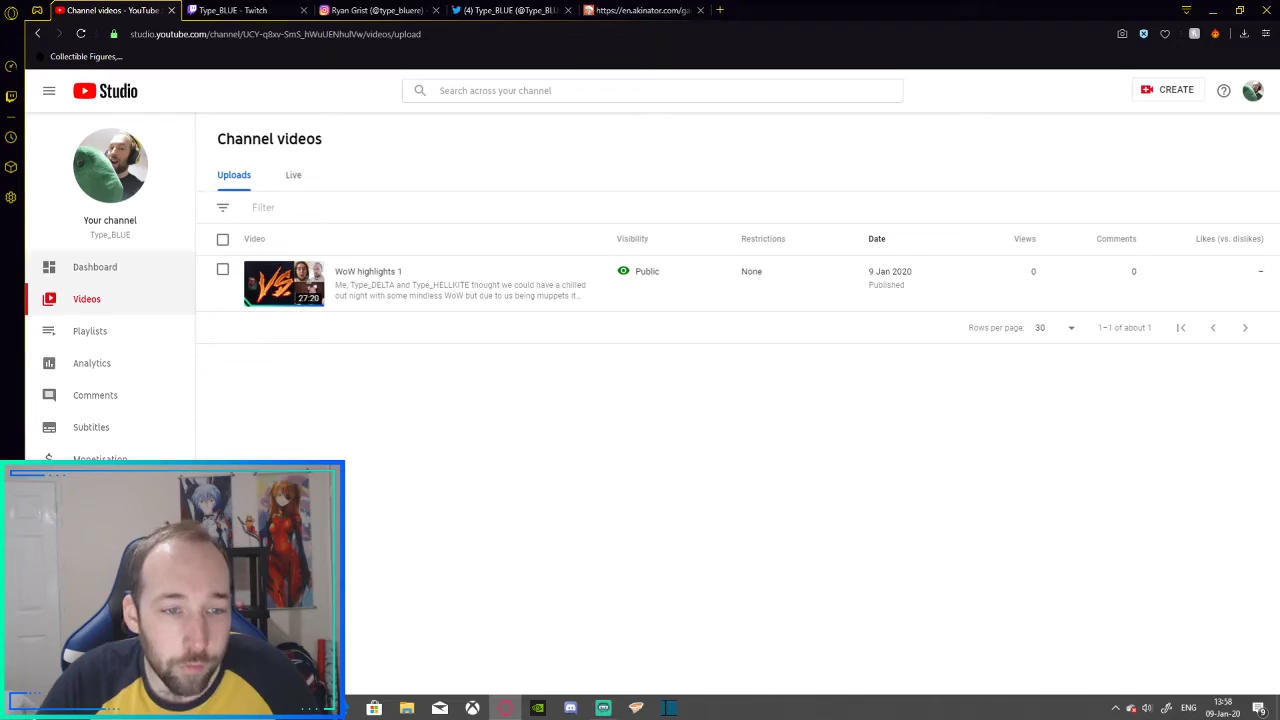 Channel videos - YouTube
Type_BLUE - Twitch
Ryan Grist (@type_bluere)
Type_BLUE (@Type_BLU
https://en.akinator.com/ga
studio.youtube.com/channel/UCY-q8xv-SmS_hWuUENhulVw/videos/upload
Collectible Figures,...
Studio
Search across your channel
CREATE
Channel videos
Uploads
Live
Your channel
Type_BLUE
Filter
Video
Visibility
Restrictions
Date
Views
Comments
Likes (vs. dislikes)
VS
27:20
WoW highlights 1
Me, Type_DELTA and Type_HELLKITE thought we could have a chilled
out night with some mindless WoW but due to us being muppets it...
Public
None
9 Jan 2020
Published
0
0
–
Rows per page: 30
1–1 of about 1
Dashboard
Videos
Playlists
Analytics
Comments
Subtitles
Monetisation
ENG
13:58
09-Jan-20